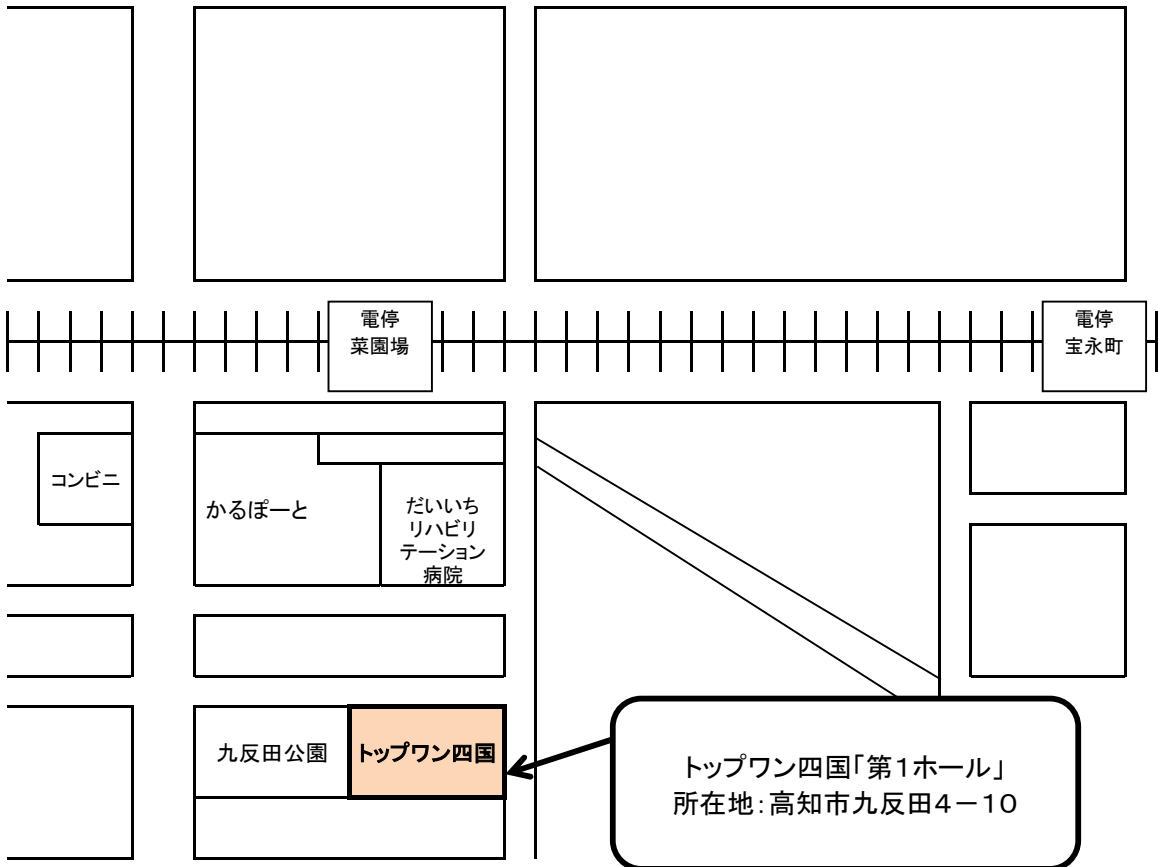 電停
菜園場
電停
宝永町
コンビニ
かるぽーと
だいいち
リハビリ
テーション
病院
九反田公園
トップワン四国
トップワン四国「第1ホール」
所在地:高知市九反田4-10